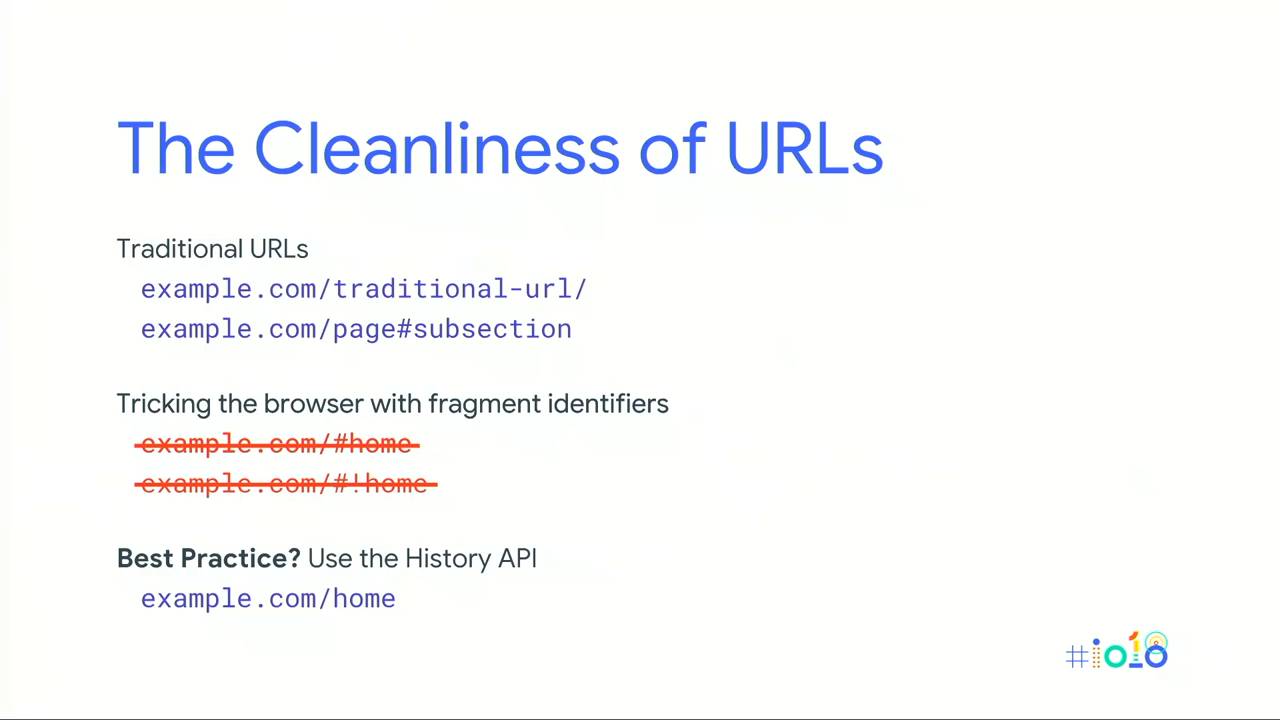 The Cleanliness of URLs
Traditional URLs
example.com/traditional-url/
example.com/page#subsection
Tricking the browser with fragment identifiers
example.com/#home
example.com/#!home
Best Practice? Use the History API
example.com/home
#io18